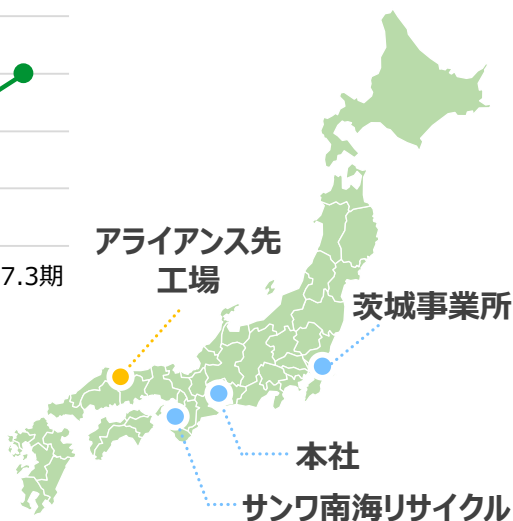 アライアンス先
工場
7.3期
茨城事業所
本社
サンワ南海リサイクル